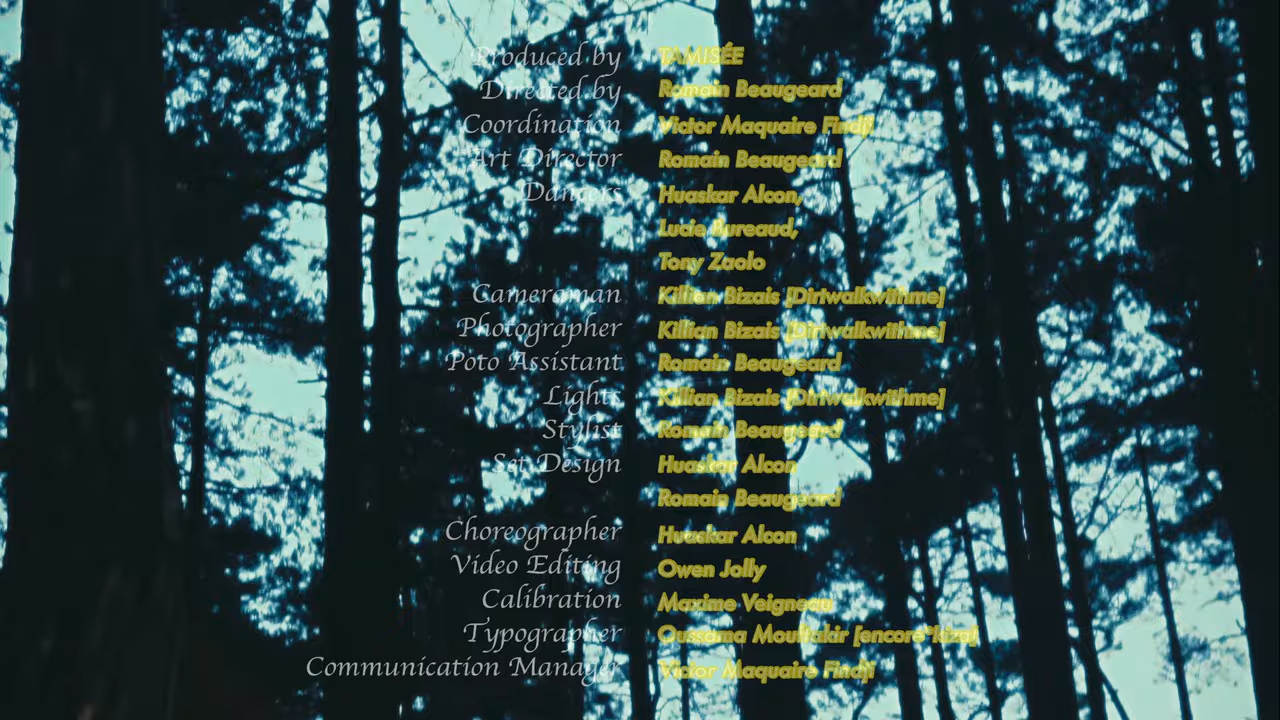 Produced by TAMISÉE
Directed by Romain Beaugeard
Coordination Victor Maquaire Findji
Art Director Romain Beaugeard
Dancers Huaskar Alcon,
Lucie Bureaud,
Tony Zaolo
Cameraman Killian Bizais [Dirtwalkwithme]
Photographer Killian Bizais [Dirtwalkwithme]
Poto Assistant Romain Beaugeard
Lights Killian Bizais [Dirtwalkwithme]
Stylist Romain Beaugeard
Set Design Huaskar Alcon
Romain Beaugeard
Choreographer Huaskar Alcon
Video Editing Owen Jolly
Calibration Maxime Veigneau
Typographer Oussama
Communication Manager Victor Maquaire Findji